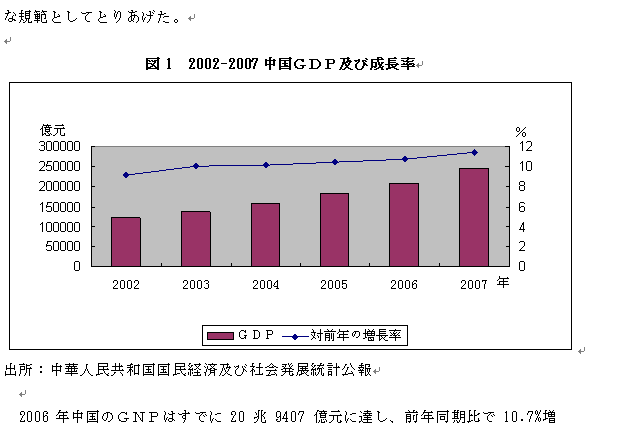 な規範としてとりあげた。
図１ 2002-2007中国ＧＤＰ及び成長率
億元
%
300000
250000
200000
150000
100000
50000
0
12
10
8
6
4
2
0
2002 2003 2004 2005 2006 2007 年
ＧＤＰ 対前年の増長率
出所：中華人民共和国国民経済及び社会発展統計公報
2006 年中国のＧＮＰはすでに 20 兆 9407 億元に達し、前年同期比で 10.7%増